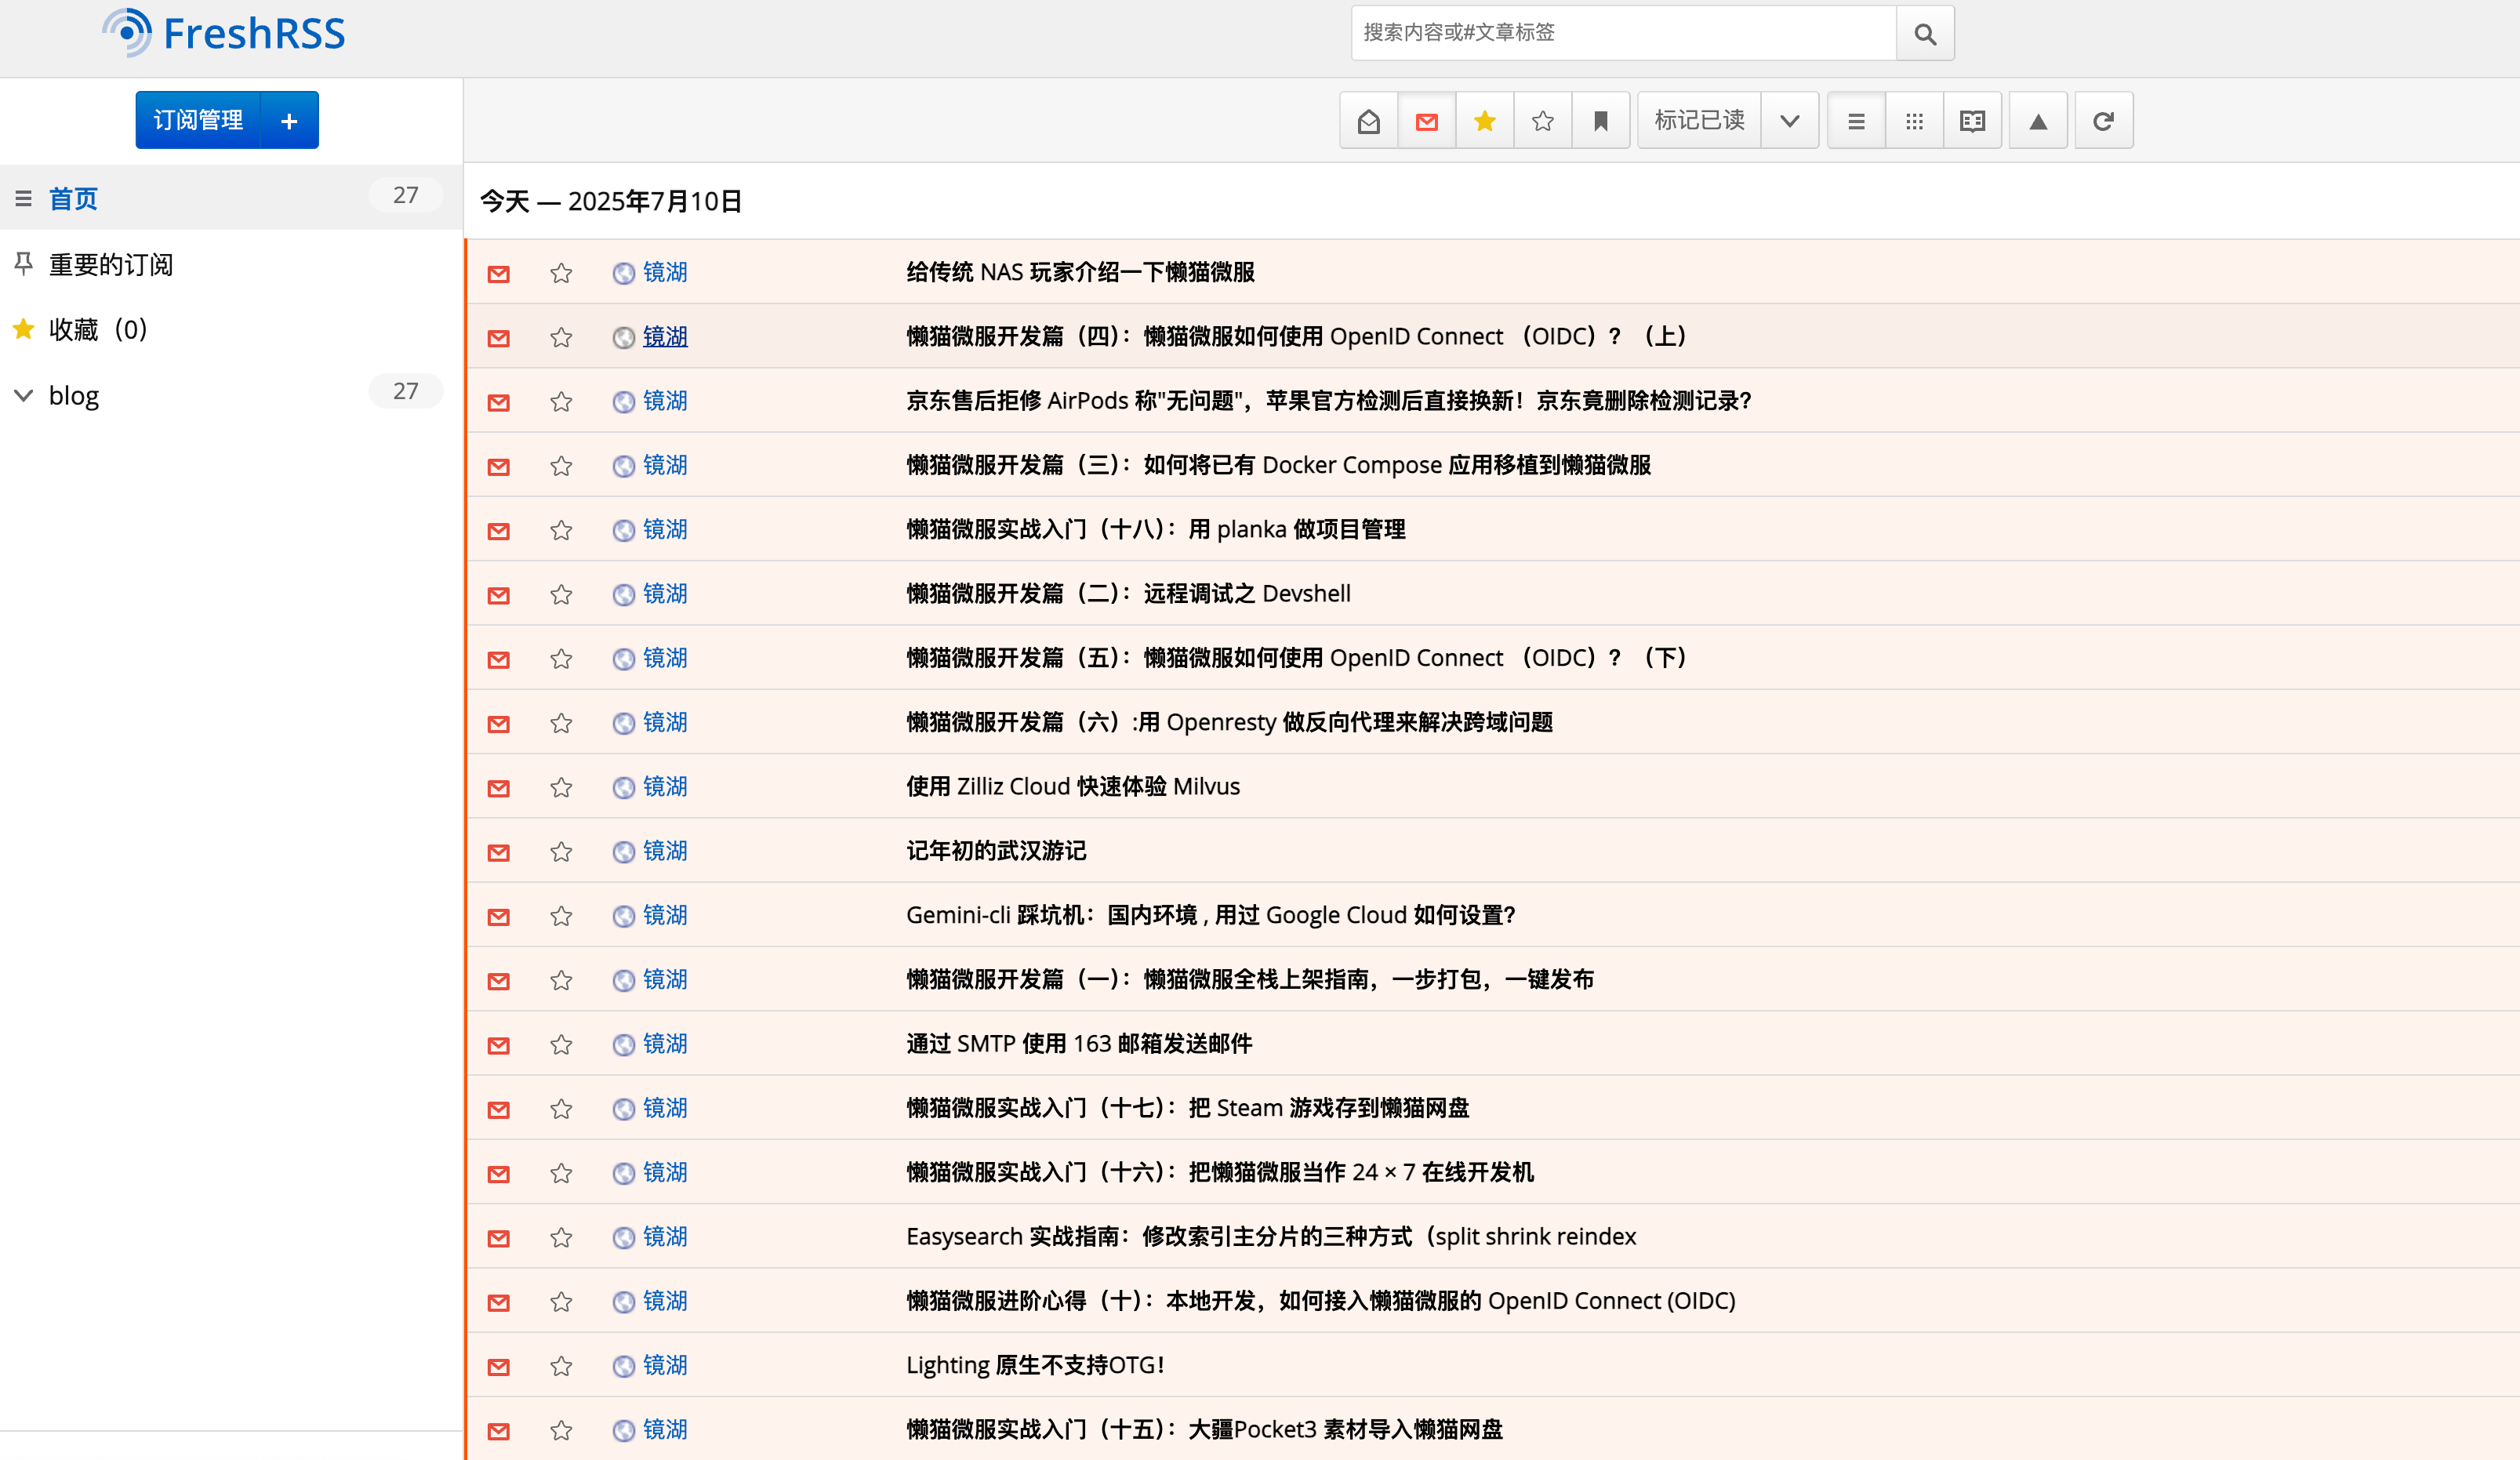 FreshRSS
搜索内容或#文章标签
订阅管理 +
标记已读
首页 27
重要的订阅
收藏（0）
blog 27
今天 — 2025年7月10日
镜湖 给传统 NAS 玩家介绍一下懒猫微服
镜湖 懒猫微服开发篇（四）：懒猫微服如何使用 OpenID Connect （OIDC）？（上）
镜湖 京东售后拒修 AirPods 称"无问题"，苹果官方检测后直接换新！京东竟删除检测记录？
镜湖 懒猫微服开发篇（三）：如何将已有 Docker Compose 应用移植到懒猫微服
镜湖 懒猫微服实战入门（十八）：用 planka 做项目管理
镜湖 懒猫微服开发篇（二）：远程调试之 Devshell
镜湖 懒猫微服开发篇（五）：懒猫微服如何使用 OpenID Connect （OIDC）？（下）
镜湖 懒猫微服开发篇（六）:用 Openresty 做反向代理来解决跨域问题
镜湖 使用 Zilliz Cloud 快速体验 Milvus
镜湖 记年初的武汉游记
镜湖 Gemini-cli 踩坑机：国内环境 , 用过 Google Cloud 如何设置？
镜湖 懒猫微服开发篇（一）：懒猫微服全栈上架指南，一步打包，一键发布
镜湖 通过 SMTP 使用 163 邮箱发送邮件
镜湖 懒猫微服实战入门（十七）：把 Steam 游戏存到懒猫网盘
镜湖 懒猫微服实战入门（十六）：把懒猫微服当作 24 × 7 在线开发机
镜湖 Easysearch 实战指南：修改索引主分片的三种方式（split shrink reindex
镜湖 懒猫微服进阶心得（十）：本地开发，如何接入懒猫微服的 OpenID Connect (OIDC)
镜湖 Lighting 原生不支持OTG！
镜湖 懒猫微服实战入门（十五）：大疆Pocket3 素材导入懒猫网盘